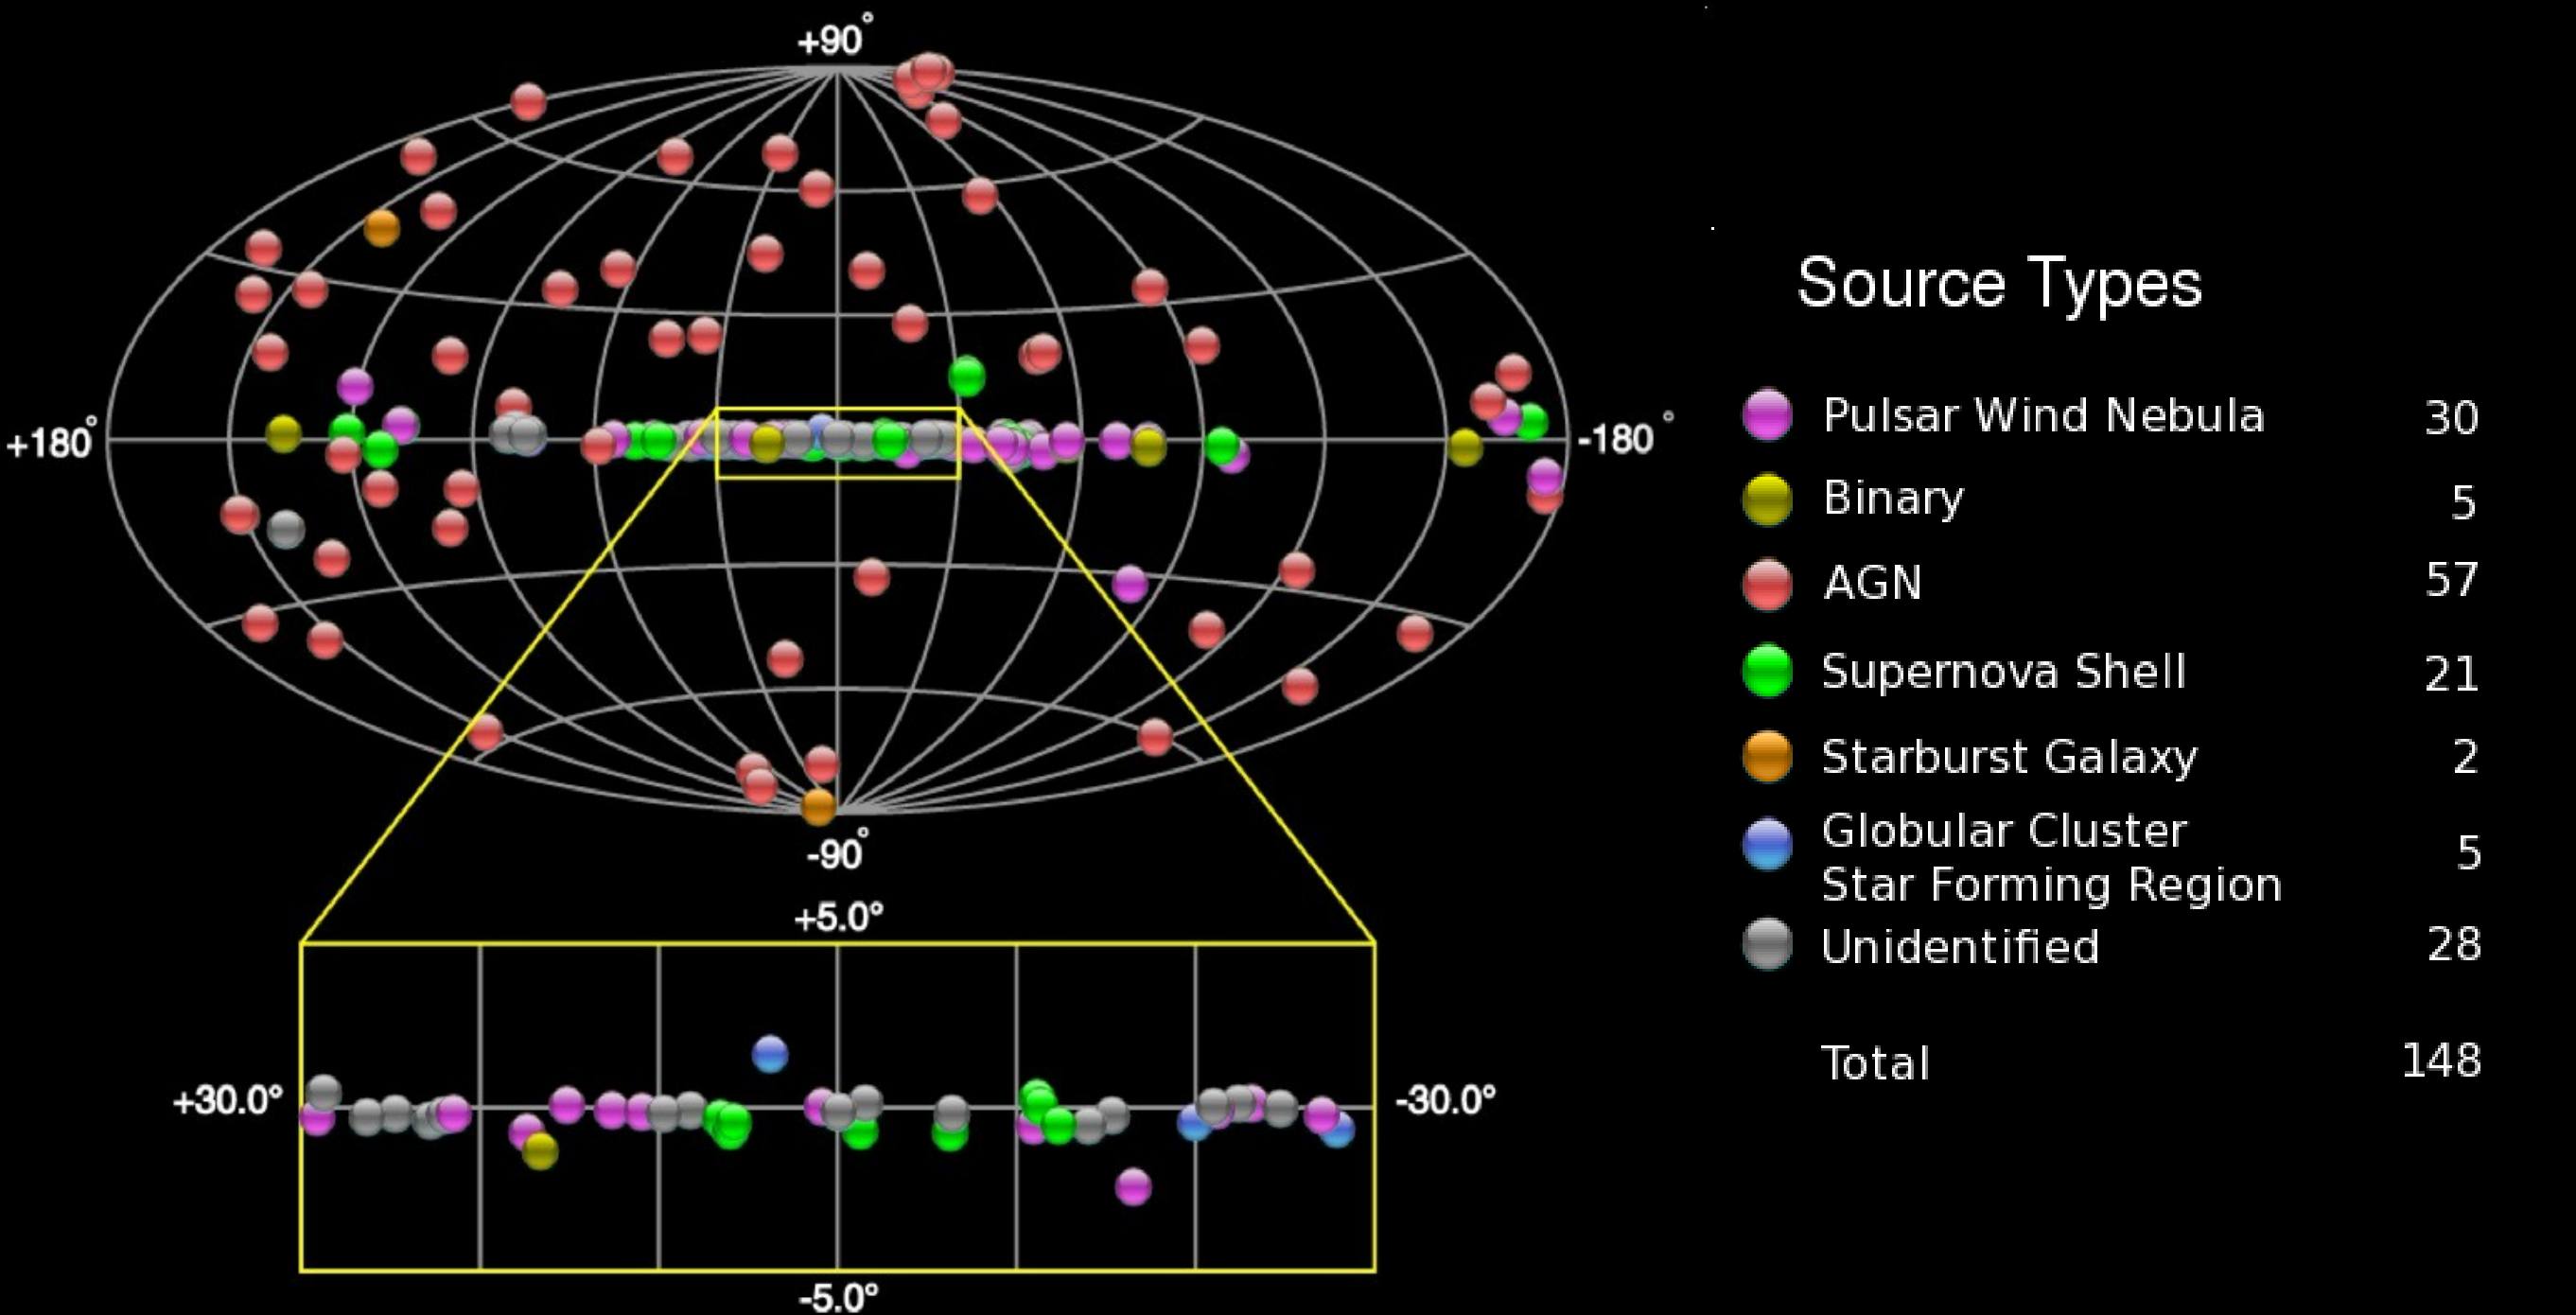 +90°
+180°
-180°
-90°
+5.0°
+30.0°
-30.0°
-5.0°
Source Types
Pulsar Wind Nebula 30
Binary 5
AGN 57
Supernova Shell 21
Starburst Galaxy 2
Globular Cluster
Star Forming Region 5
Unidentified 28
Total 148